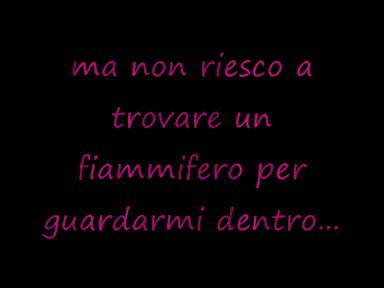 ma non riesco a
trovare un
fiammifero per
guardarmi dentro...